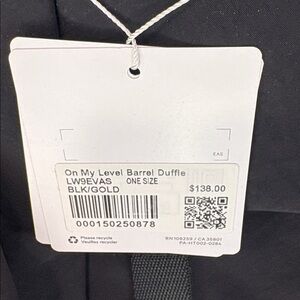 EAS
On My Level Barrel Duffle
LW9EVAS ONE SIZE
BLK/GOLD $138.00
000150250878
Please recycle
Veuillez recycler
RN106259 / CA 35801
PA-HT002-0284